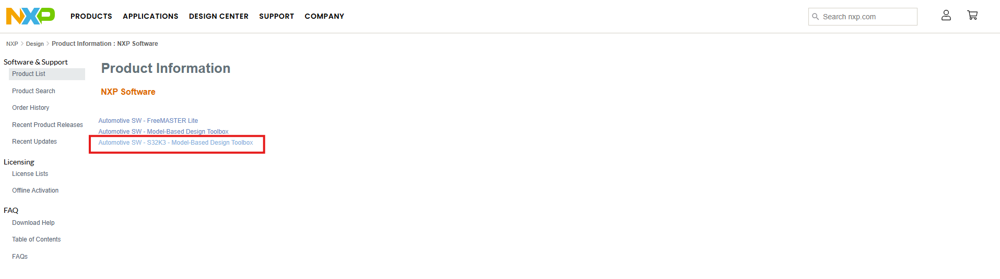 NXP PRODUCTS APPLICATIONS DESIGN CENTER SUPPORT COMPANY Search nxp.com
NXP > Design > Product Information : NXP Software
Software & Support
Product List
Product Search
Order History
Recent Product Releases
Recent Updates
Licensing
License Lists
Offline Activation
FAQ
Download Help
Table of Contents
FAQs
Product Information
NXP Software
Automotive SW - FreeMASTER Lite
Automotive SW - Model-Based Design Toolbox
Automotive SW - S32K3 - Model-Based Design Toolbox